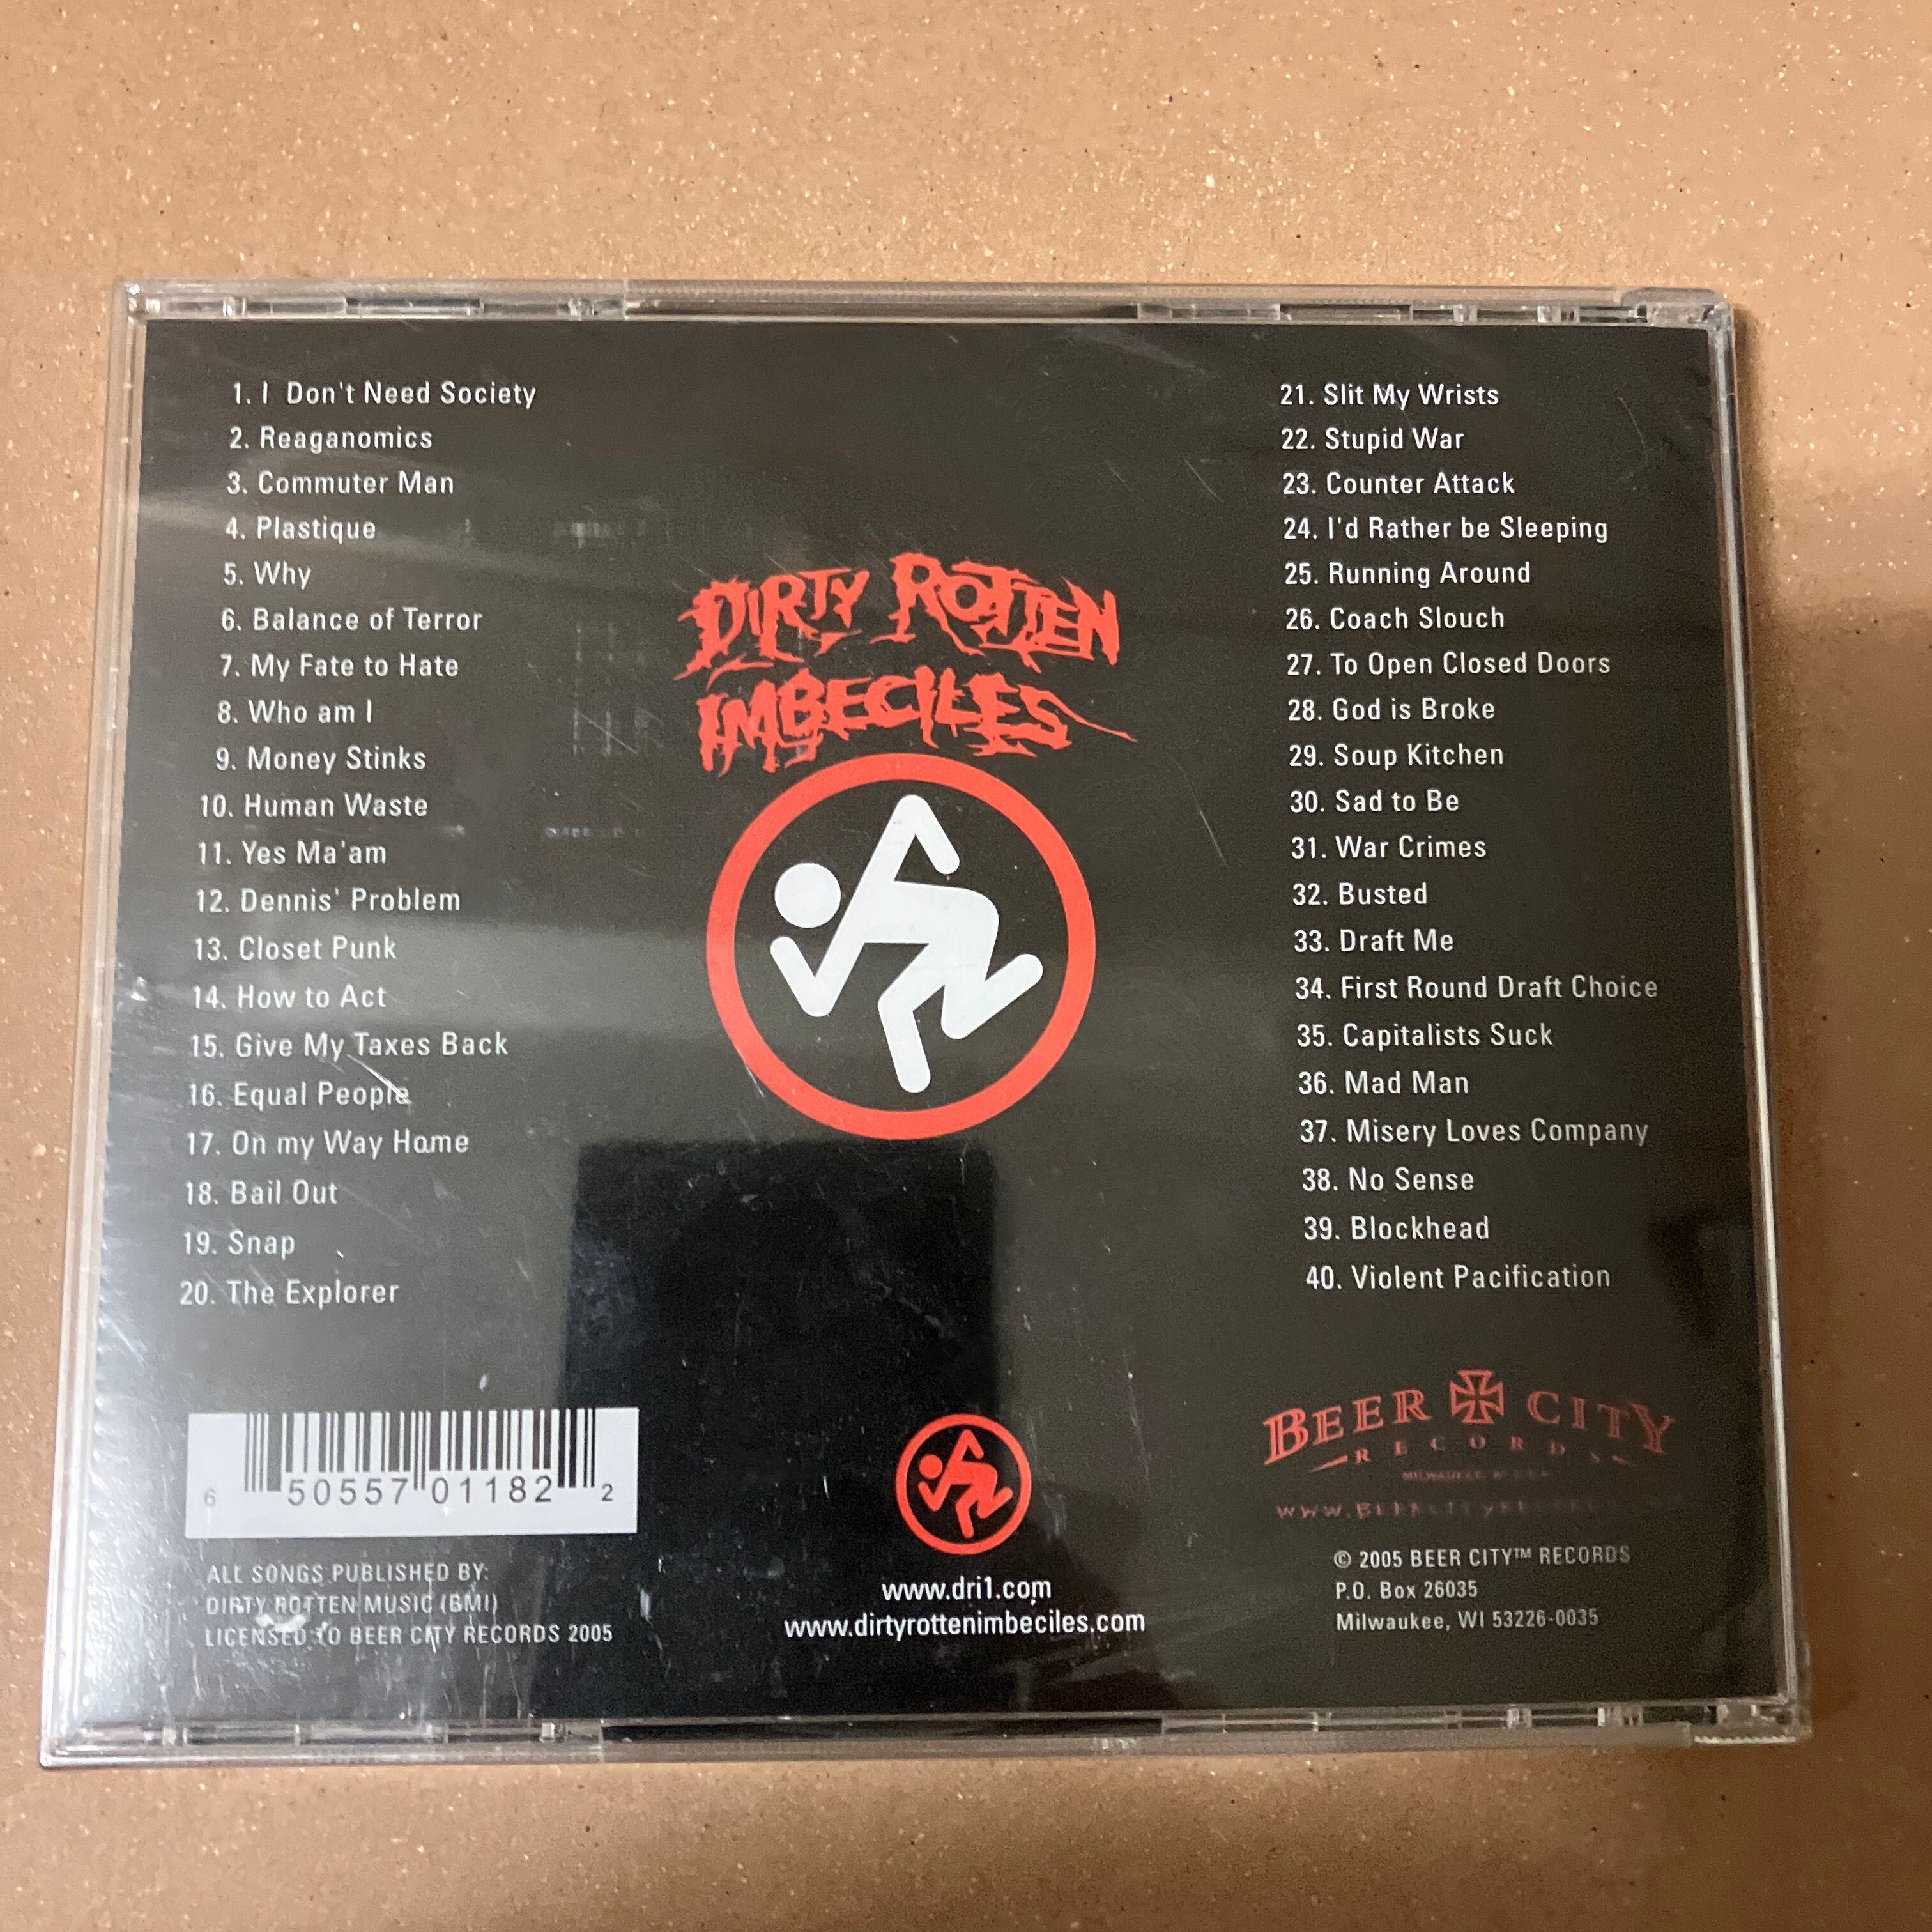 1. I Don't Need Society
2. Reaganomics
3. Commuter Man
4. Plastique
5. Why
6. Balance of Terror
7. My Fate to Hate
8. Who am I
9. Money Stinks
10. Human Waste
11. Yes Ma'am
12. Dennis' Problem
13. Closet Punk
14. How to Act
15. Give My Taxes Back
16. Equal People
17. On my Way Home
18. Bail Out
19. Snap
20. The Explorer
DIRTY ROTTEN
IMBECILES
21. Slit My Wrists
22. Stupid War
23. Counter Attack
24. I'd Rather be Sleeping
25. Running Around
26. Coach Slouch
27. To Open Closed Doors
28. God is Broke
29. Soup Kitchen
30. Sad to Be
31. War Crimes
32. Busted
33. Draft Me
34. First Round Draft Choice
35. Capitalists Suck
36. Mad Man
37. Misery Loves Company
38. No Sense
39. Blockhead
40. Violent Pacification
6 50557 01182 2
ALL SONGS PUBLISHED BY:
DIRTY ROTTEN MUSIC (BMI)
LICENSED TO BEER CITY RECORDS 2005
www.dri1.com
www.dirtyrottenimbeciles.com
BEER CITY
RECORDS
© 2005 BEER CITY™ RECORDS
P.O. Box 26035
Milwaukee, WI 53226-0035